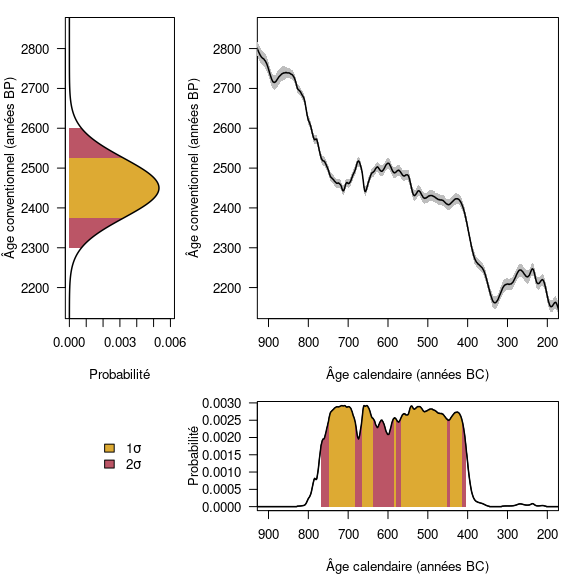 Âge conventionnel (années BP)
2800
2700
2600
2500
2400
2300
2200
0.000 0.003 0.006
Probabilité
Âge conventionnel (années BP)
2800
2700
2600
2500
2400
2300
2200
900 800 700 600 500 400 300 200
Âge calendaire (années BC)
1σ
2σ
Probabilité
0.0030
0.0025
0.0020
0.0015
0.0010
0.0005
0.0000
900 800 700 600 500 400 300 200
Âge calendaire (années BC)